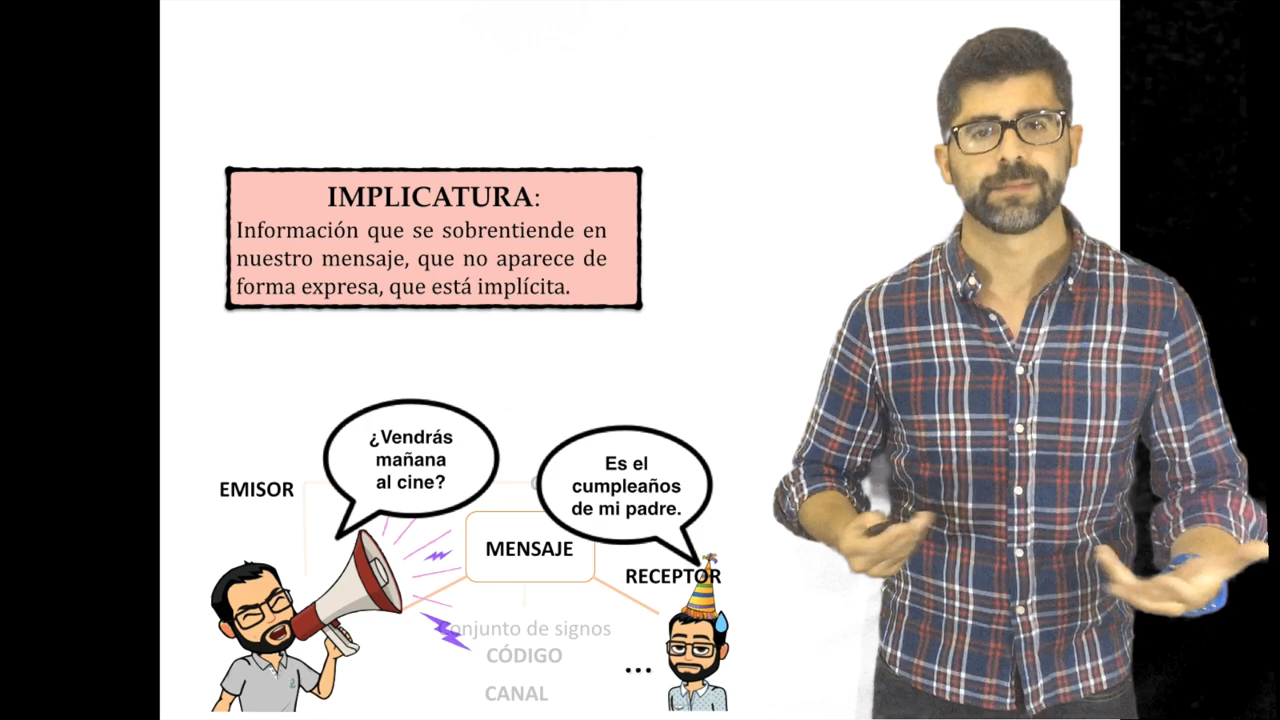 IMPLICATURA:
Información que se sobrentiende en
nuestro mensaje, que no aparece de
forma expresa, que está implícita.
¿Vendrás
mañana
al cine?
Es el
cumpleaños
de mi padre.
EMISOR
MENSAJE
RECEPTOR
Conjunto de signos
CÓDIGO
...
CANAL